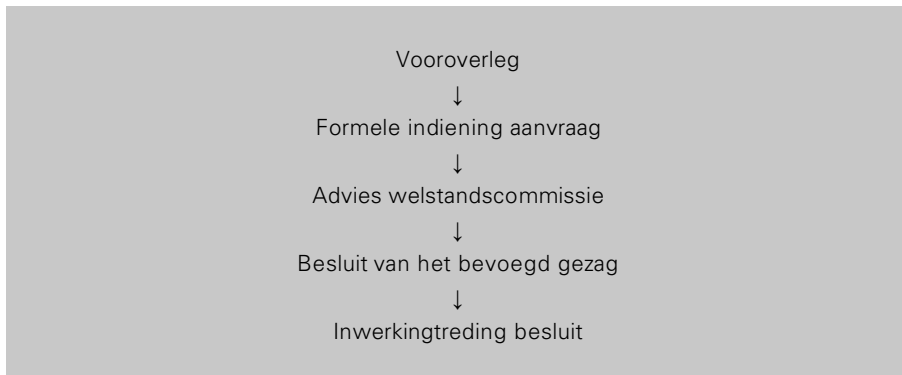 Vooroverleg
↓
Formele indiening aanvraag
↓
Advies welstandscommissie
↓
Besluit van het bevoegd gezag
↓
Inwerkingtreding besluit